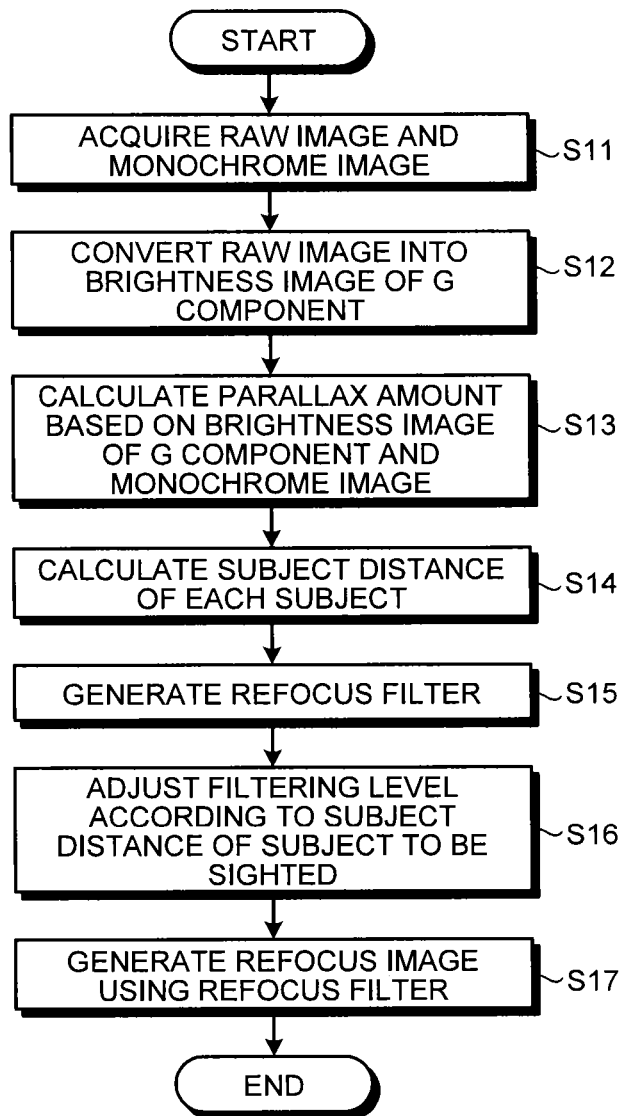 START
ACQUIRE RAW IMAGE AND
MONOCHROME IMAGE
S11
CONVERT RAW IMAGE INTO
BRIGHTNESS IMAGE OF G
COMPONENT
S12
CALCULATE PARALLAX AMOUNT
BASED ON BRIGHTNESS IMAGE
OF G COMPONENT AND
MONOCHROME IMAGE
S13
CALCULATE SUBJECT DISTANCE
OF EACH SUBJECT
S14
GENERATE REFOCUS FILTER
S15
ADJUST FILTERING LEVEL
ACCORDING TO SUBJECT
DISTANCE OF SUBJECT TO BE
SIGHTED
S16
GENERATE REFOCUS IMAGE
USING REFOCUS FILTER
S17
END